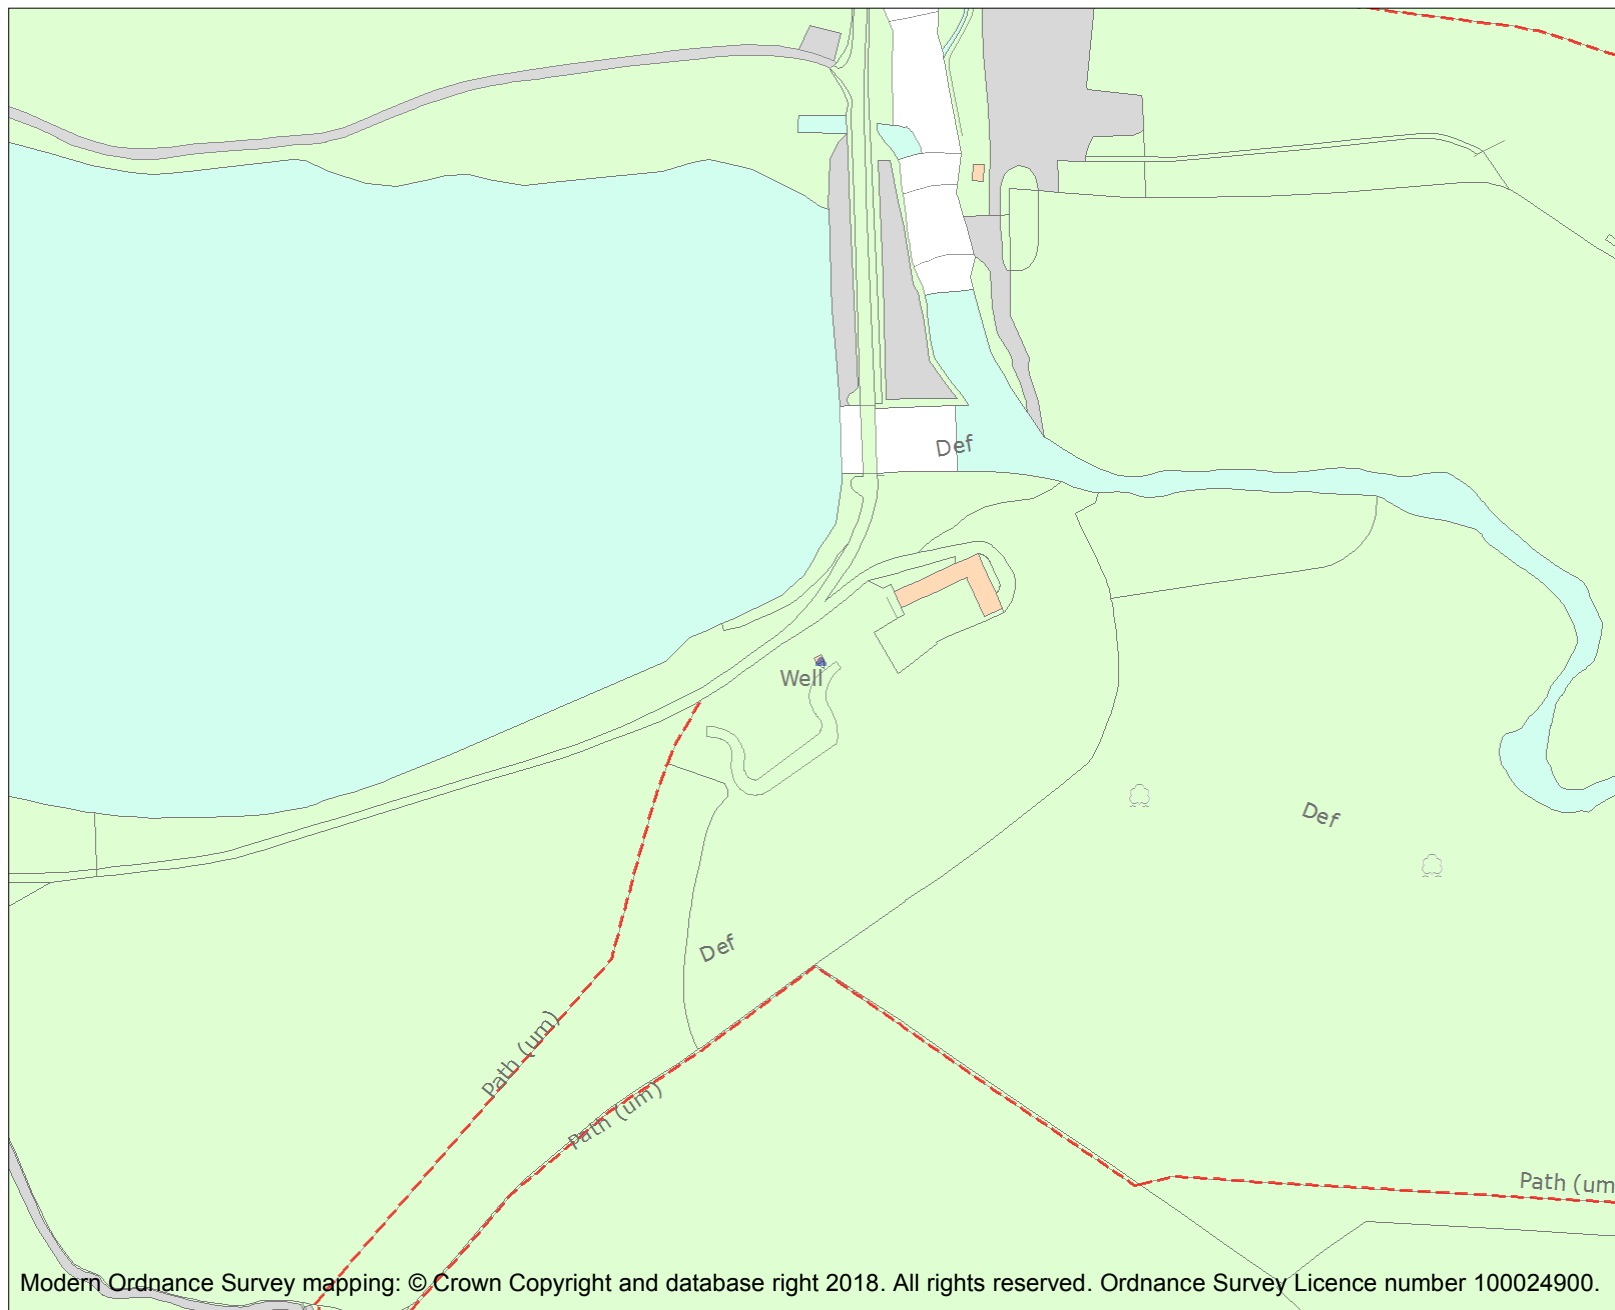 Def
Well
Def
Def
Path (um)
Path (um)
Path (um
Modern Ordnance Survey mapping: © Crown Copyright and database right 2018. All rights reserved. Ordnance Survey Licence number 100024900.